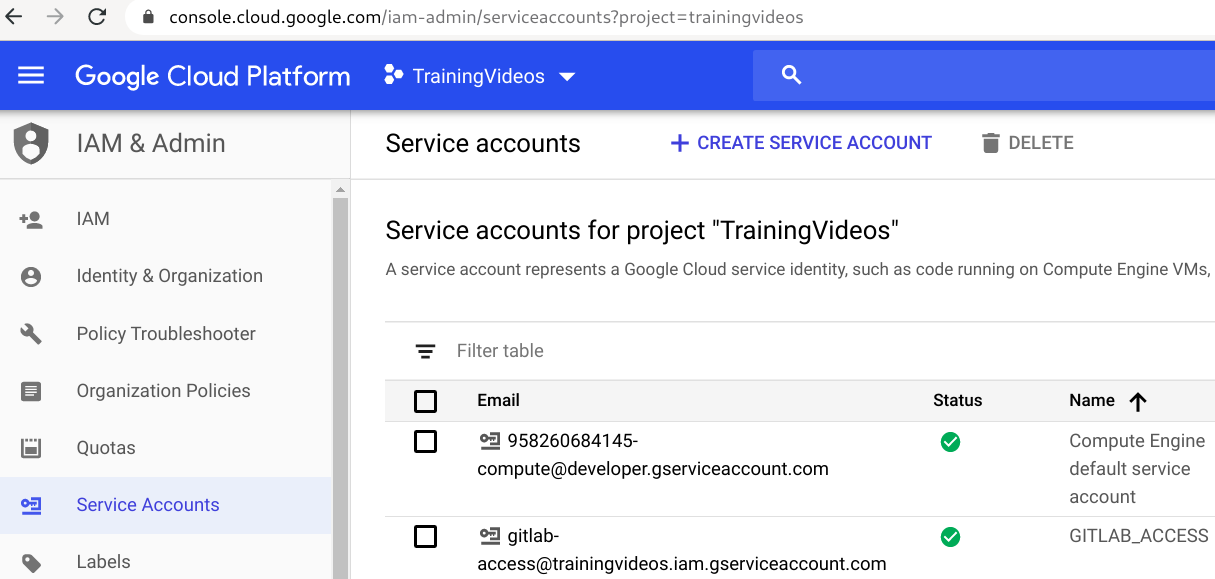 console.cloud.google.com/iam-admin/serviceaccounts?project=trainingvideos
Google Cloud Platform
TrainingVideos
IAM & Admin
Service accounts
CREATE SERVICE ACCOUNT
DELETE
IAM
Identity & Organization
Policy Troubleshooter
Organization Policies
Quotas
Service Accounts
Labels
Service accounts for project "TrainingVideos"
A service account represents a Google Cloud service identity, such as code running on Compute Engine VMs,
Filter table
Email Status Name
958260684145-
compute@developer.gserviceaccount.com
Compute Engine
default service
account
gitlab-
access@trainingvideos.iam.gserviceaccount.com
GITLAB_ACCESS